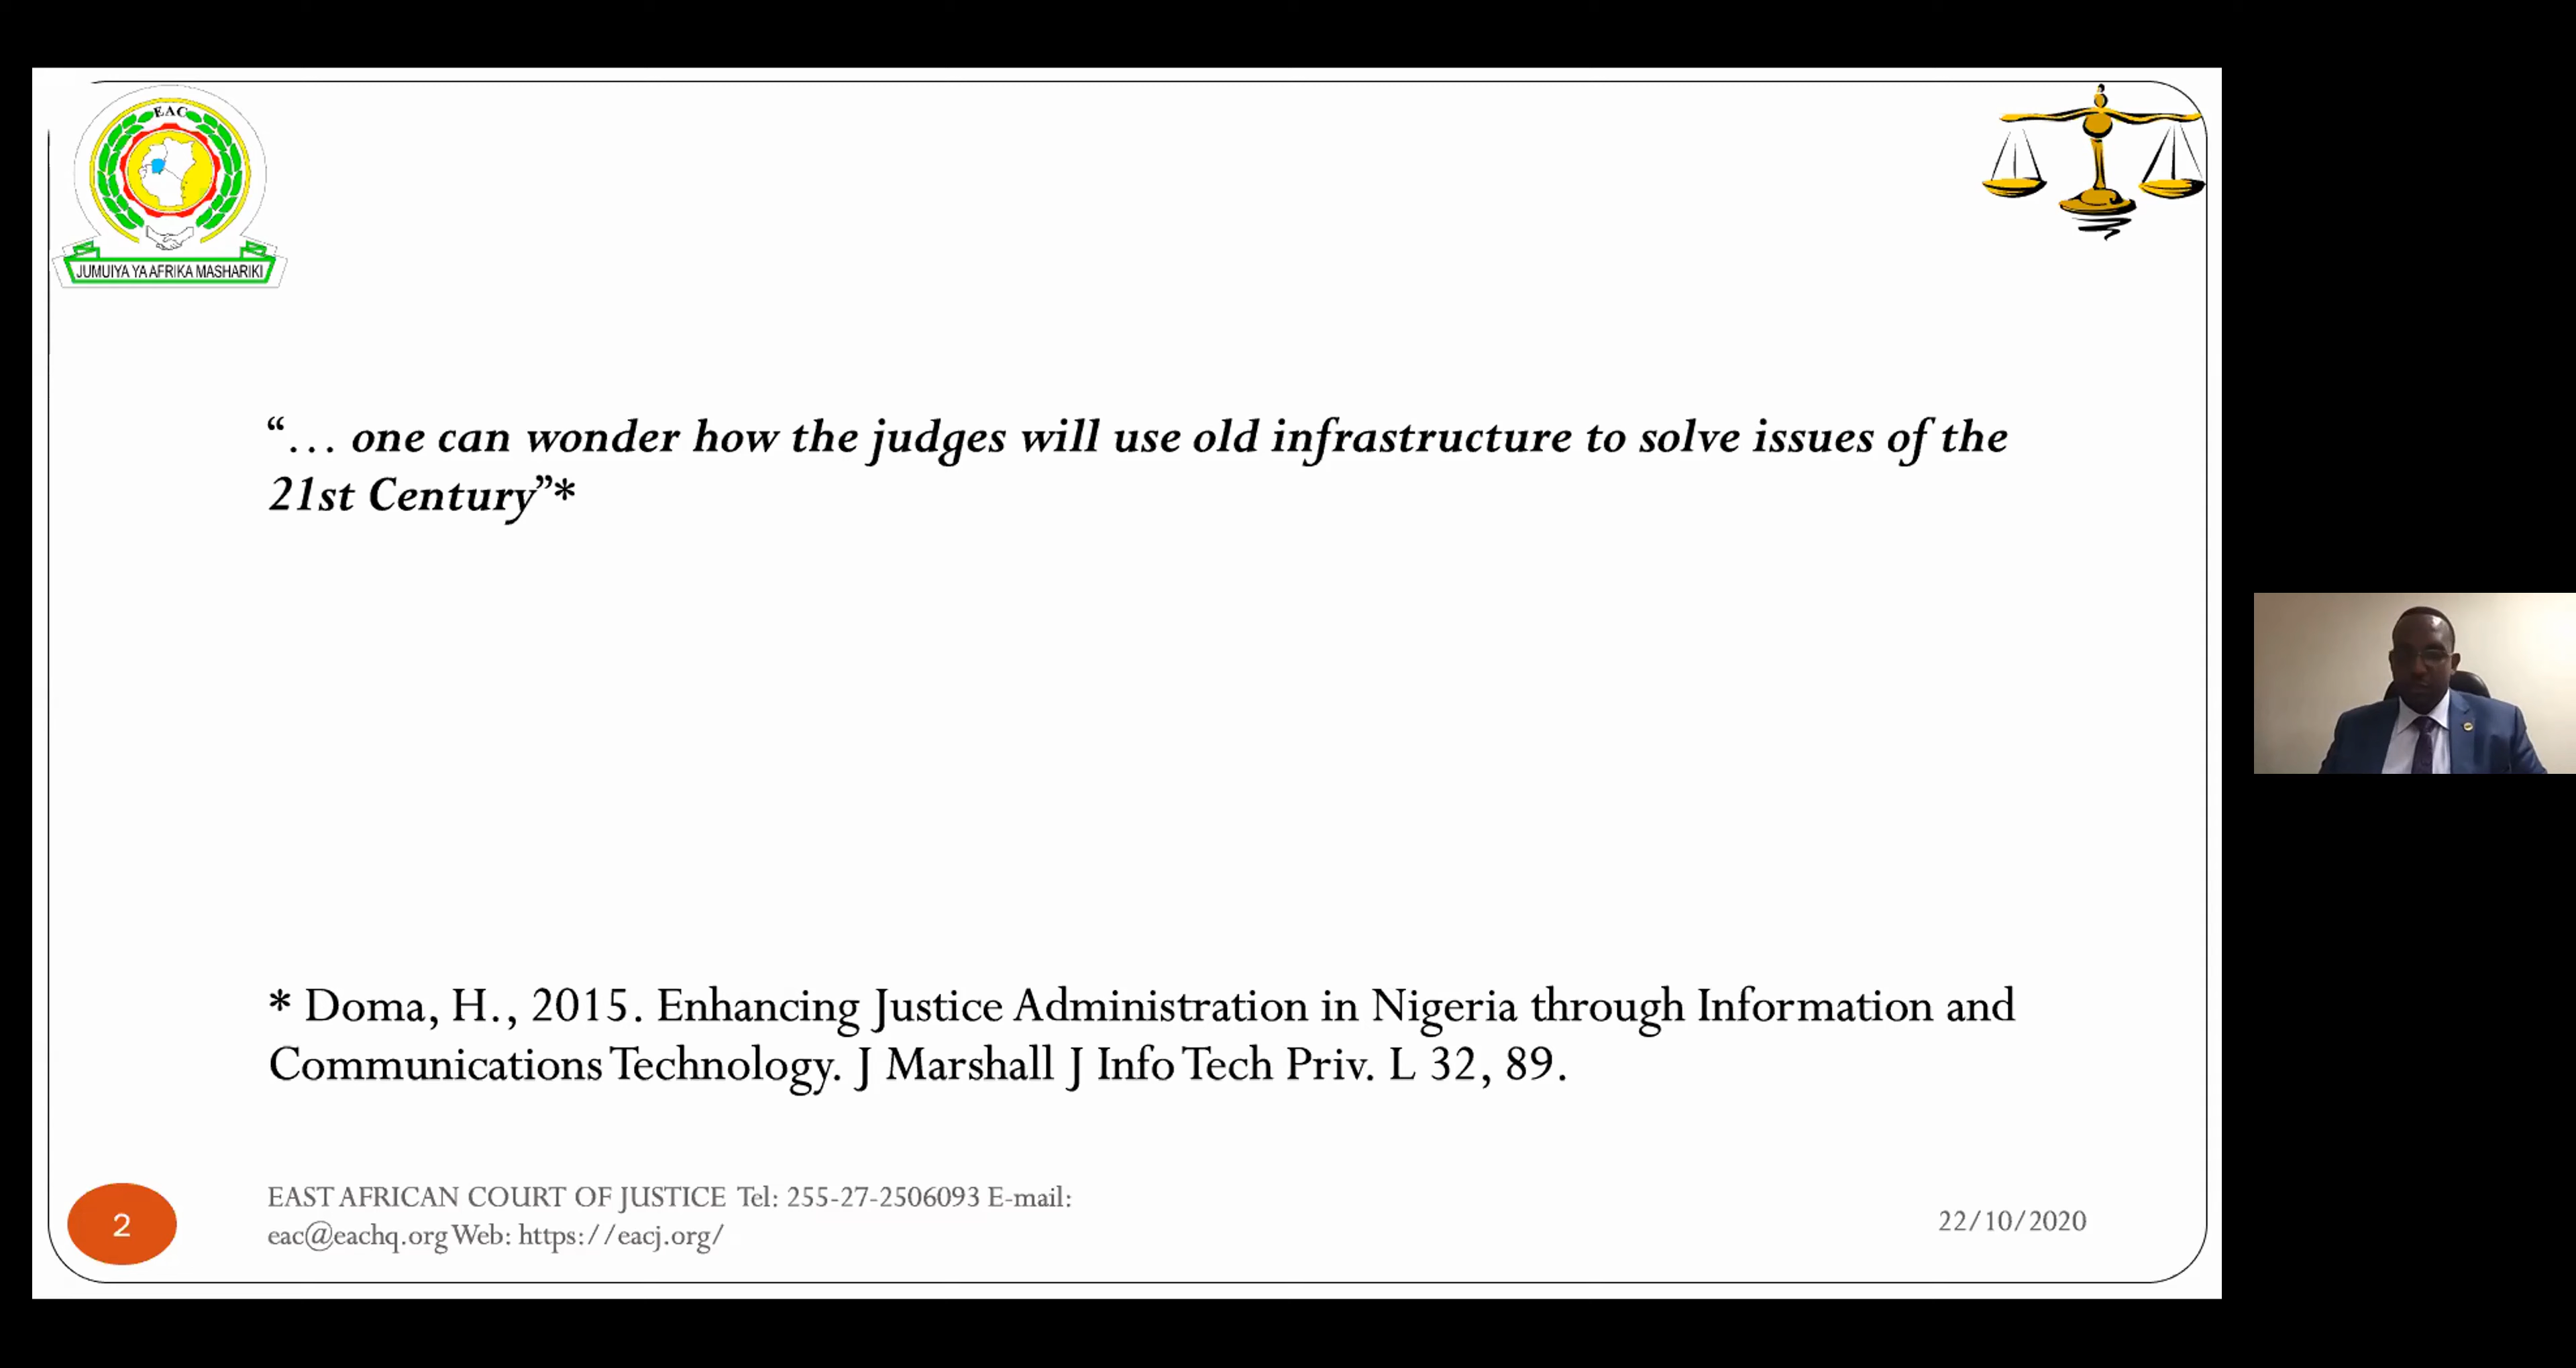 EAC
JUMUIYA YA AFRIKA MASHARIKI
“… one can wonder how the judges will use old infrastructure to solve issues of the
21st Century”*
* Doma, H., 2015. Enhancing Justice Administration in Nigeria through Information and
Communications Technology. J Marshall J Info Tech Priv. L 32, 89.
2
EAST AFRICAN COURT OF JUSTICE Tel: 255-27-2506093 E-mail:
eac@eachq.org Web: https://eacj.org/
22/10/2020